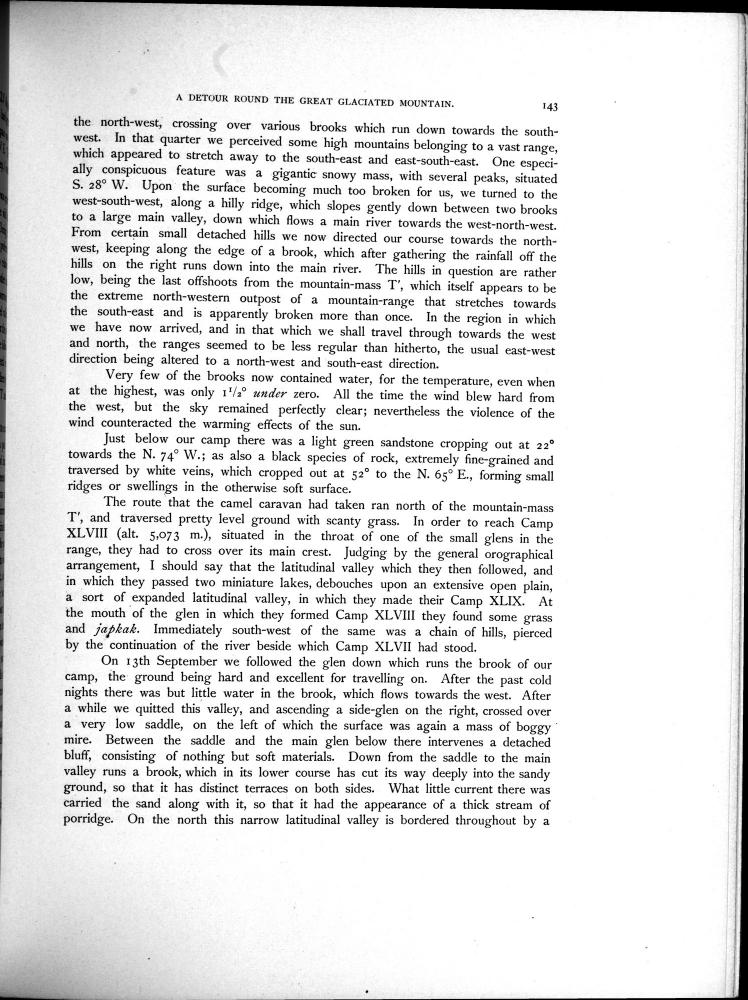 A DETOUR ROUND THE GREAT GLACIATED MOUNTAIN. 143
the north-west, crossing over various brooks which run down towards the south-
west. In that quarter we perceived some high mountains belonging to a vast range,
which appeared to stretch away to the south-east and east-south-east. One especi-
ally conspicuous feature was a gigantic snowy mass, with several peaks, situated
S. 28° W. Upon the surface becoming much too broken for us, we turned to the
west-south-west, along a hilly ridge, which slopes gently down between two brooks
to a large main valley, down which flows a main river towards the west-north-west.
From certain small detached hills we now directed our course towards the north-
west, keeping along the edge of a brook, which after gathering the rainfall off the
hills on the right runs down into the main river. The hills in question are rather
low, being the last offshoots from the mountain-mass T', which itself appears to be
the extreme north-western outpost of a mountain-range that stretches towards
the south-east and is apparently broken more than once. In the region in which
we have now arrived, and in that which we shall travel through towards the west
and north, the ranges seemed to be less regular than hitherto, the usual east-west
direction being altered to a north-west and south-east direction.
Very few of the brooks now contained water, for the temperature, even when
at the highest, was only 1 1/2° under zero. All the time the wind blew hard from
the west, but the sky remained perfectly clear; nevertheless the violence of the
wind counteracted the warming effects of the sun.
Just below our camp there was a light green sandstone cropping out at 22°
towards the N. 74° W.; as also a black species of rock, extremely fine-grained and
traversed by white veins, which cropped out at 52° to the N. 65° E., forming small
ridges or swellings in the otherwise soft surface.
The route that the camel caravan had taken ran north of the mountain-mass
T', and traversed pretty level ground with scanty grass. In order to reach Camp
XLVIII (alt. 5,073 m.), situated in the throat of one of the small glens in the
range, they had to cross over its main crest. Judging by the general orographical
arrangement, I should say that the latitudinal valley which they then followed, and
in which they passed two miniature lakes, debouches upon an extensive open plain,
a sort of expanded latitudinal valley, in which they made their Camp XLIX. At
the mouth of the glen in which they formed Camp XLVIII they found some grass
and japkak. Immediately south-west of the same was a chain of hills, pierced
by the continuation of the river beside which Camp XLVII had stood.
On 13th September we followed the glen down which runs the brook of our
camp, the ground being hard and excellent for travelling on. After the past cold
nights there was but little water in the brook, which flows towards the west. After
a while we quitted this valley, and ascending a side-glen on the right, crossed over
a very low saddle, on the left of which the surface was again a mass of boggy
mire. Between the saddle and the main glen below there intervenes a detached
bluff, consisting of nothing but soft materials. Down from the saddle to the main
valley runs a brook, which in its lower course has cut its way deeply into the sandy
ground, so that it has distinct terraces on both sides. What little current there was
carried the sand along with it, so that it had the appearance of a thick stream of
porridge. On the north this narrow latitudinal valley is bordered throughout by a